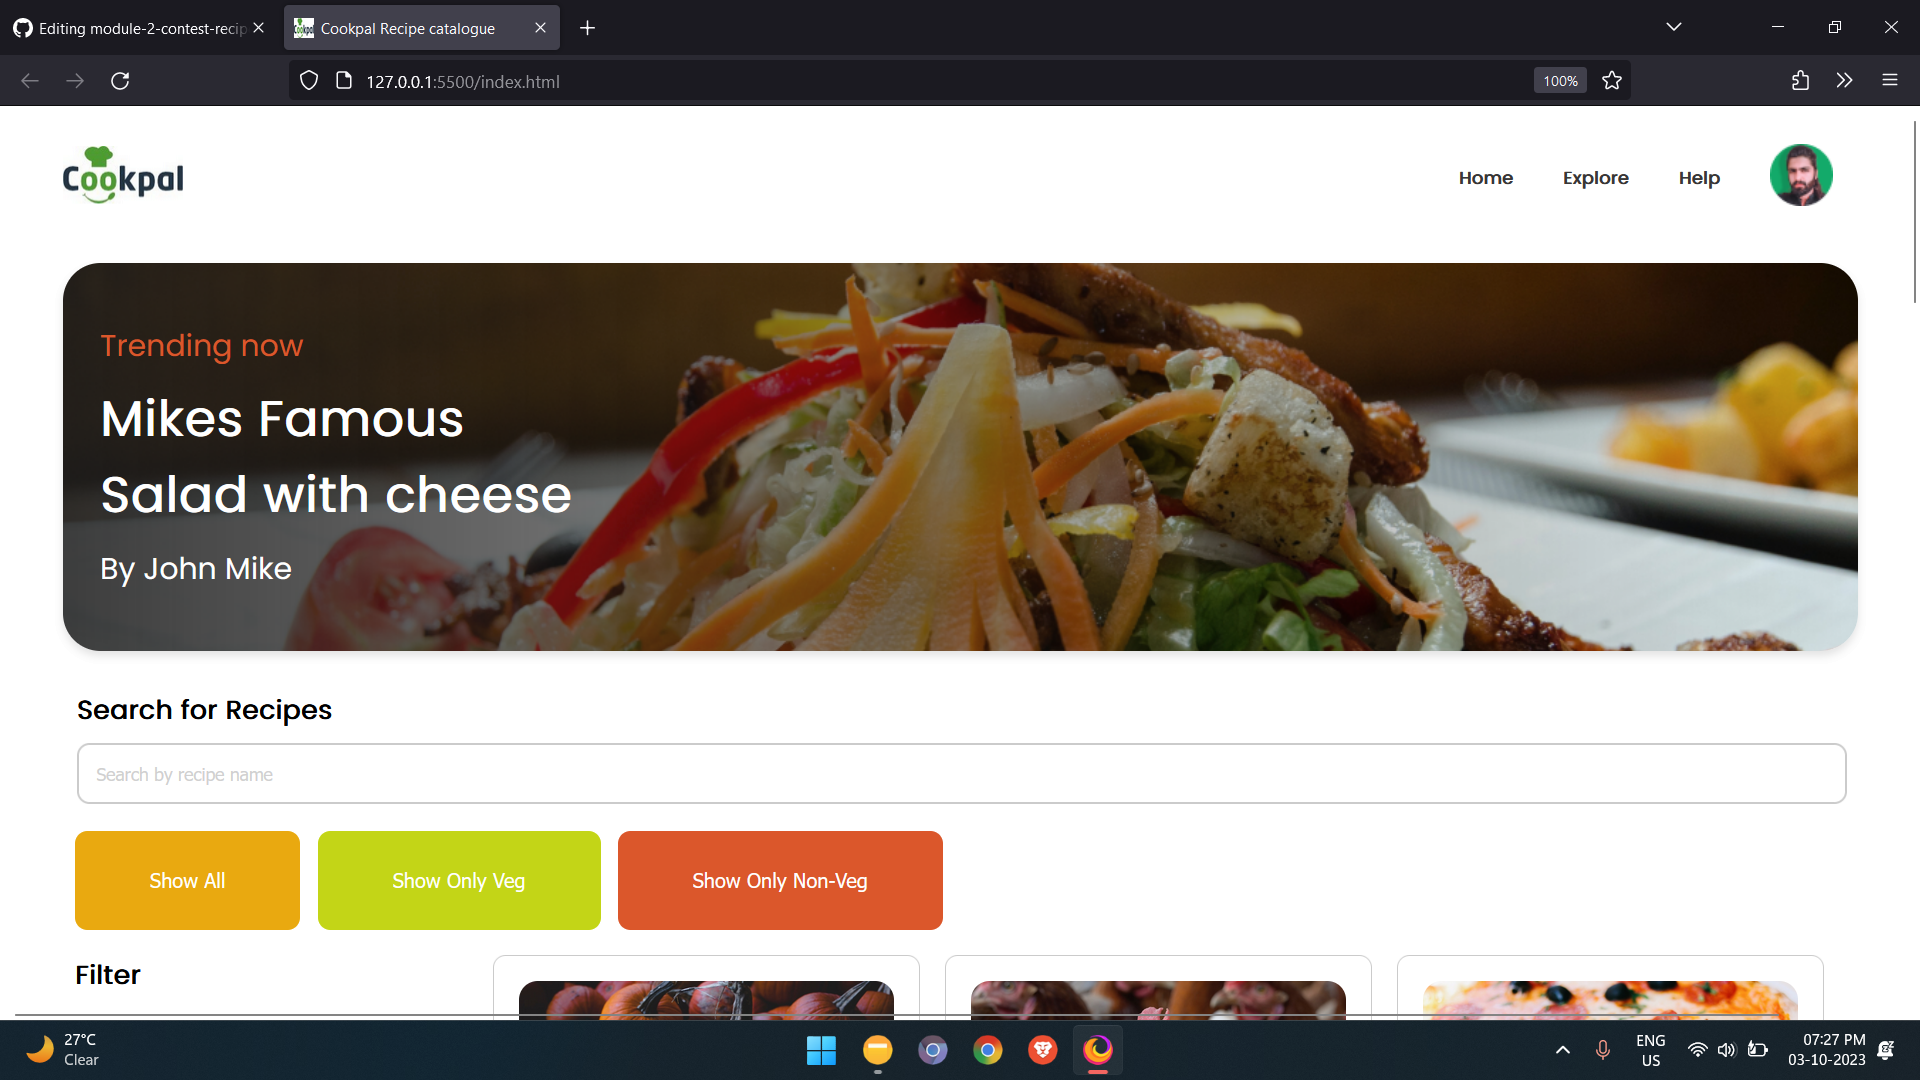 Editing module-2-contest-recip
Cookpal Recipe catalogue
127.0.0.1:5500/index.html
100%
Cookpal
Home
Explore
Help
Trending now
Mikes Famous
Salad with cheese
By John Mike
Search for Recipes
Search by recipe name
Show All
Show Only Veg
Show Only Non-Veg
Filter
27°C
Clear
ENG
US
07:27 PM
03-10-2023